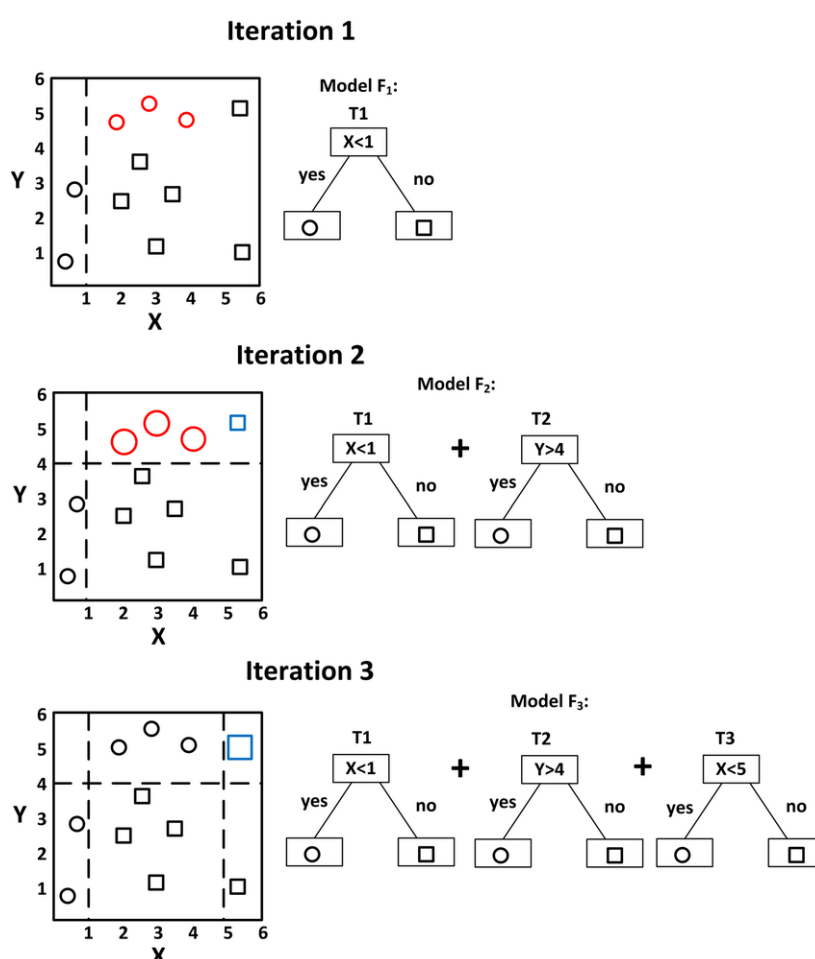 Iteration 1
Model F₁:
T1
X<1
yes
no
6
5
4
Y 3
2
1
1 2 3 4 5 6
X
Iteration 2
Model F₂:
T1 T2
X<1 + Y>4
yes no yes no
6
5
4
Y 3
2
1
1 2 3 4 5 6
X
Iteration 3
Model F₃:
T1 T2 T3
X<1 + Y>4 + X<5
yes no yes no yes no
6
5
4
Y 3
2
1
1 2 3 4 5 6
X